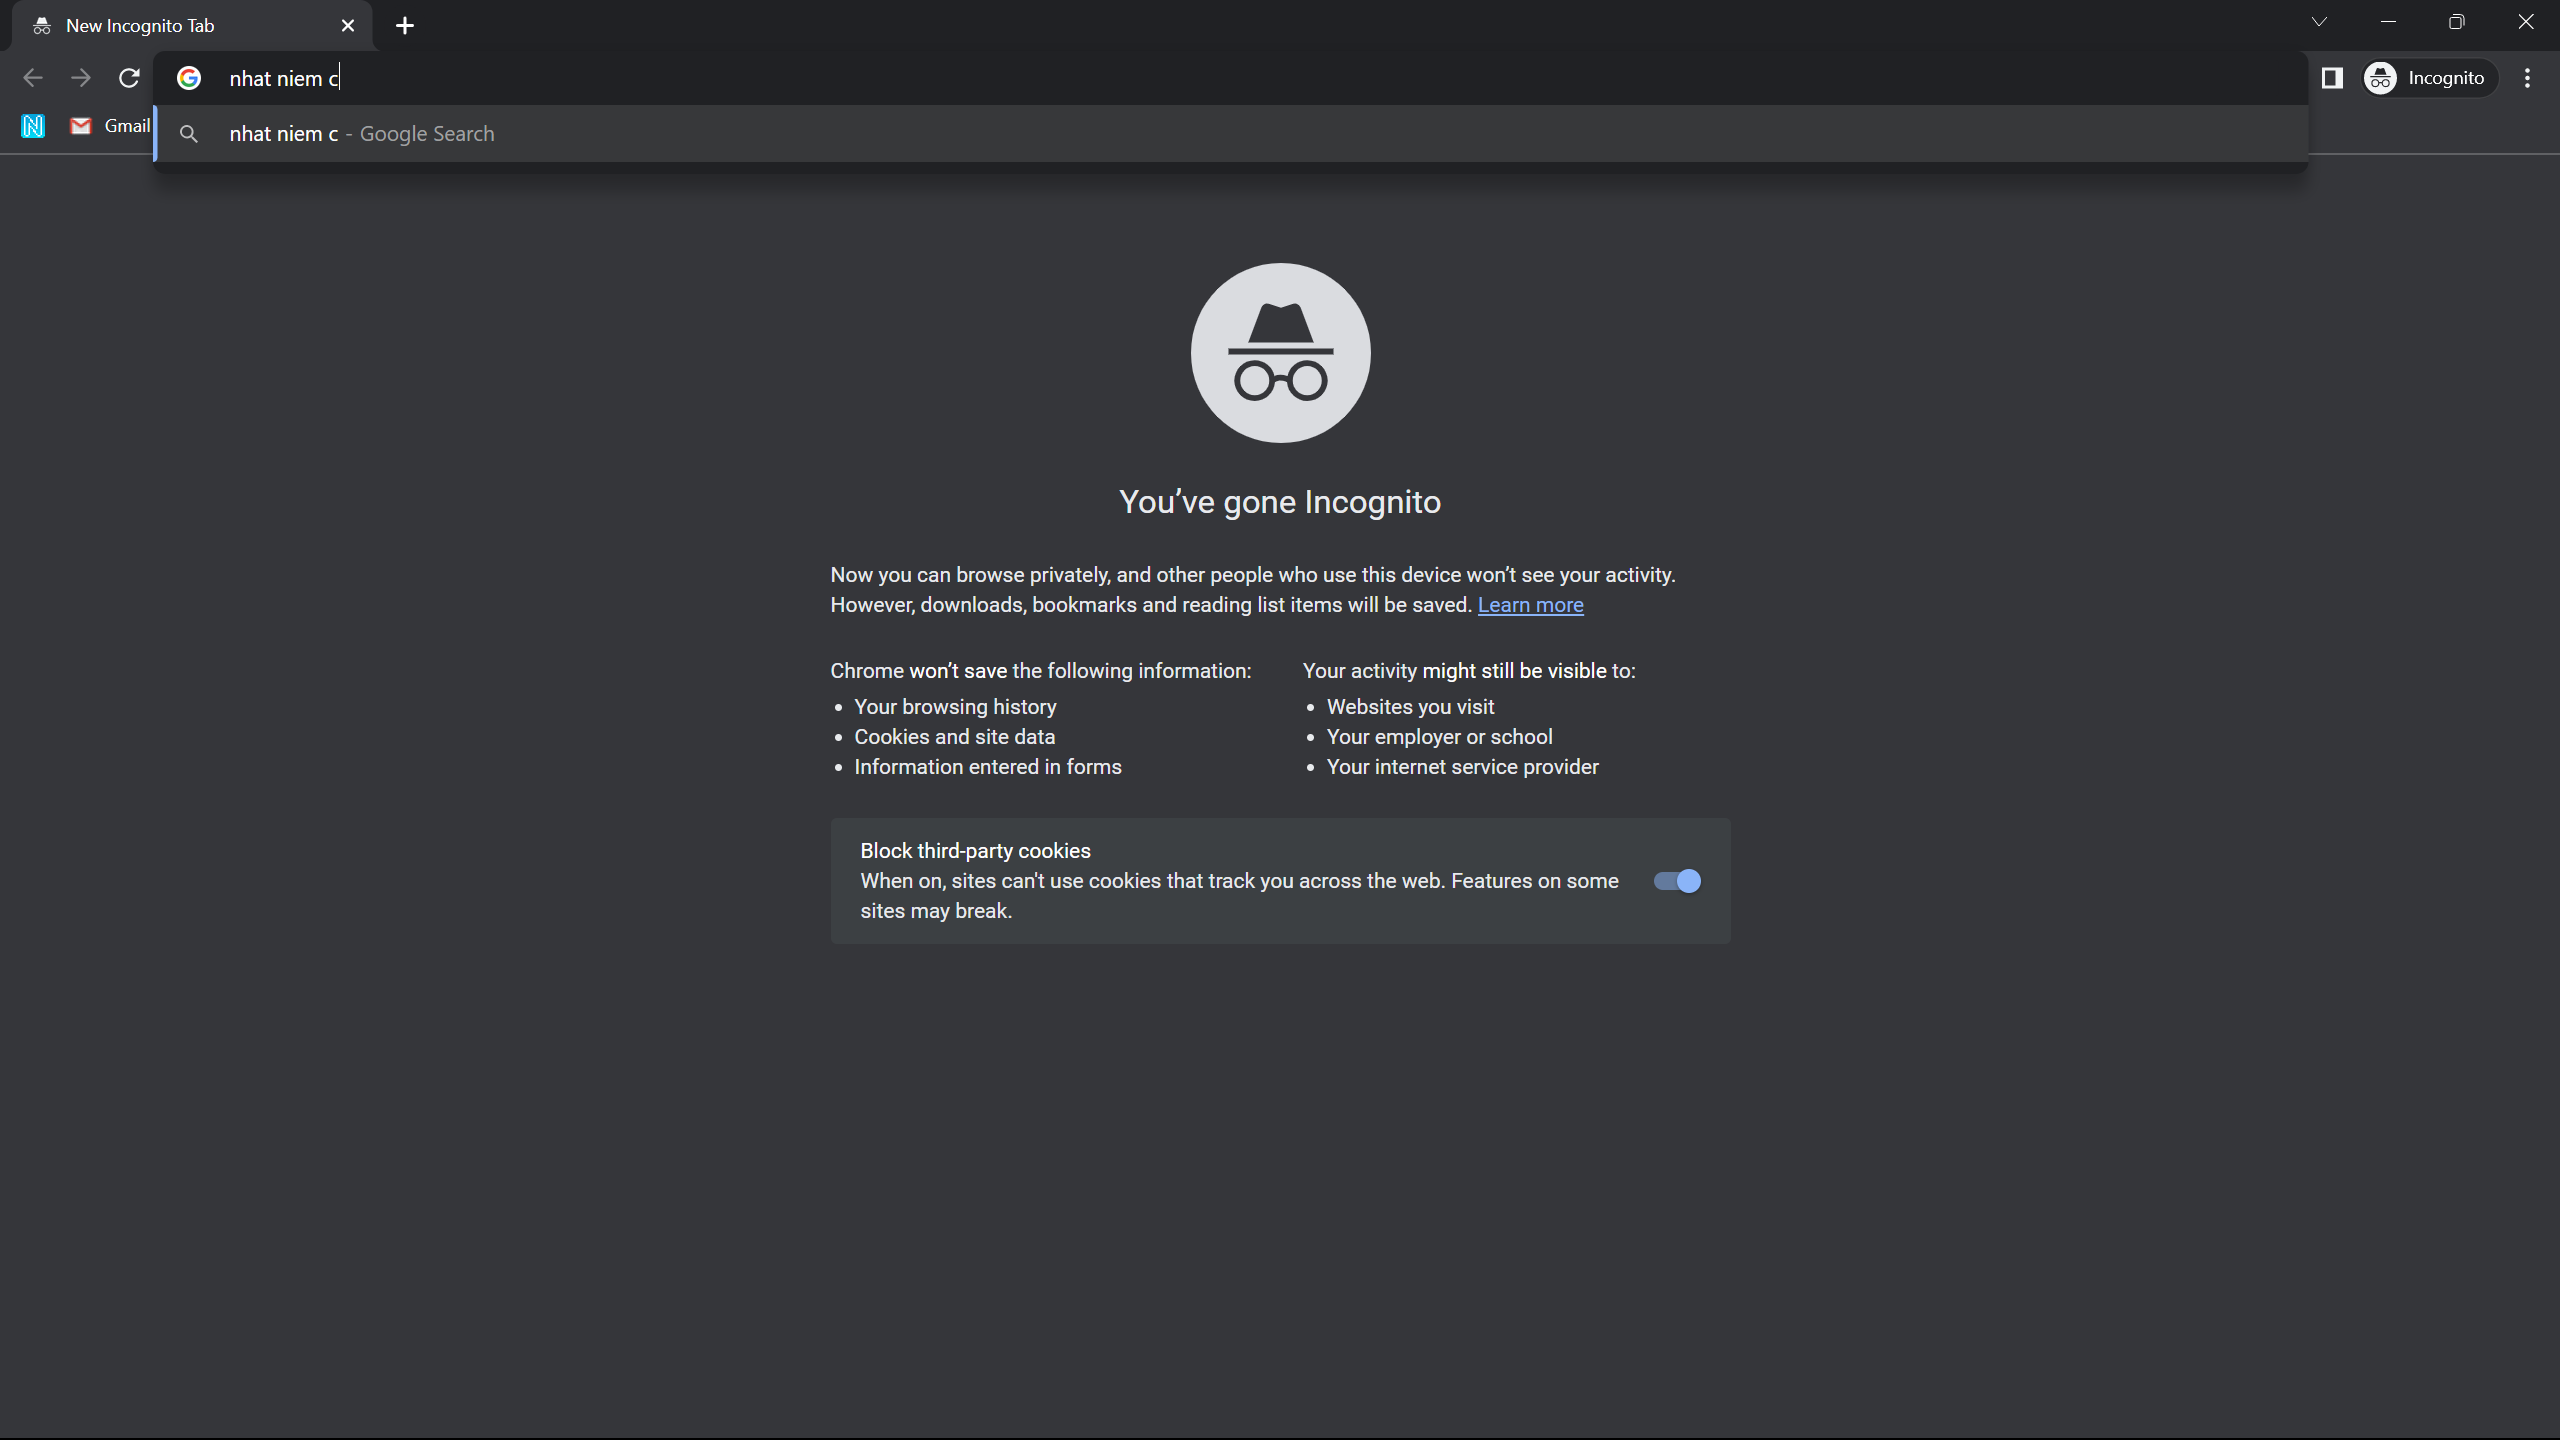 New Incognito Tab
nhat niem c
Incognito
Gmail
nhat niem c - Google Search
You've gone Incognito
Now you can browse privately, and other people who use this device won't see your activity.
However, downloads, bookmarks and reading list items will be saved. Learn more
Chrome won't save the following information:
• Your browsing history
• Cookies and site data
• Information entered in forms
Your activity might still be visible to:
• Websites you visit
• Your employer or school
• Your internet service provider
Block third-party cookies
When on, sites can't use cookies that track you across the web. Features on some
sites may break.